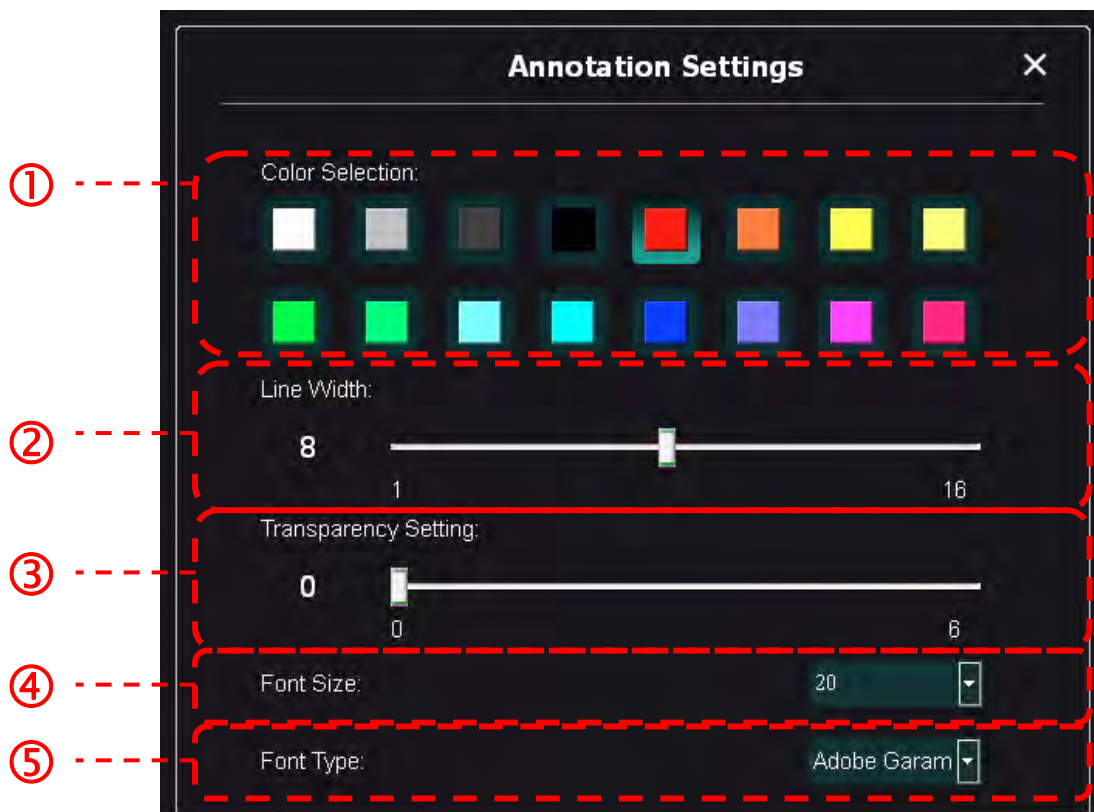 Annotation Settings ×
① Color Selection:
② Line Width:
8
1 16
③ Transparency Setting:
0
0 6
④ Font Size: 20
⑤ Font Type: Adobe Garam